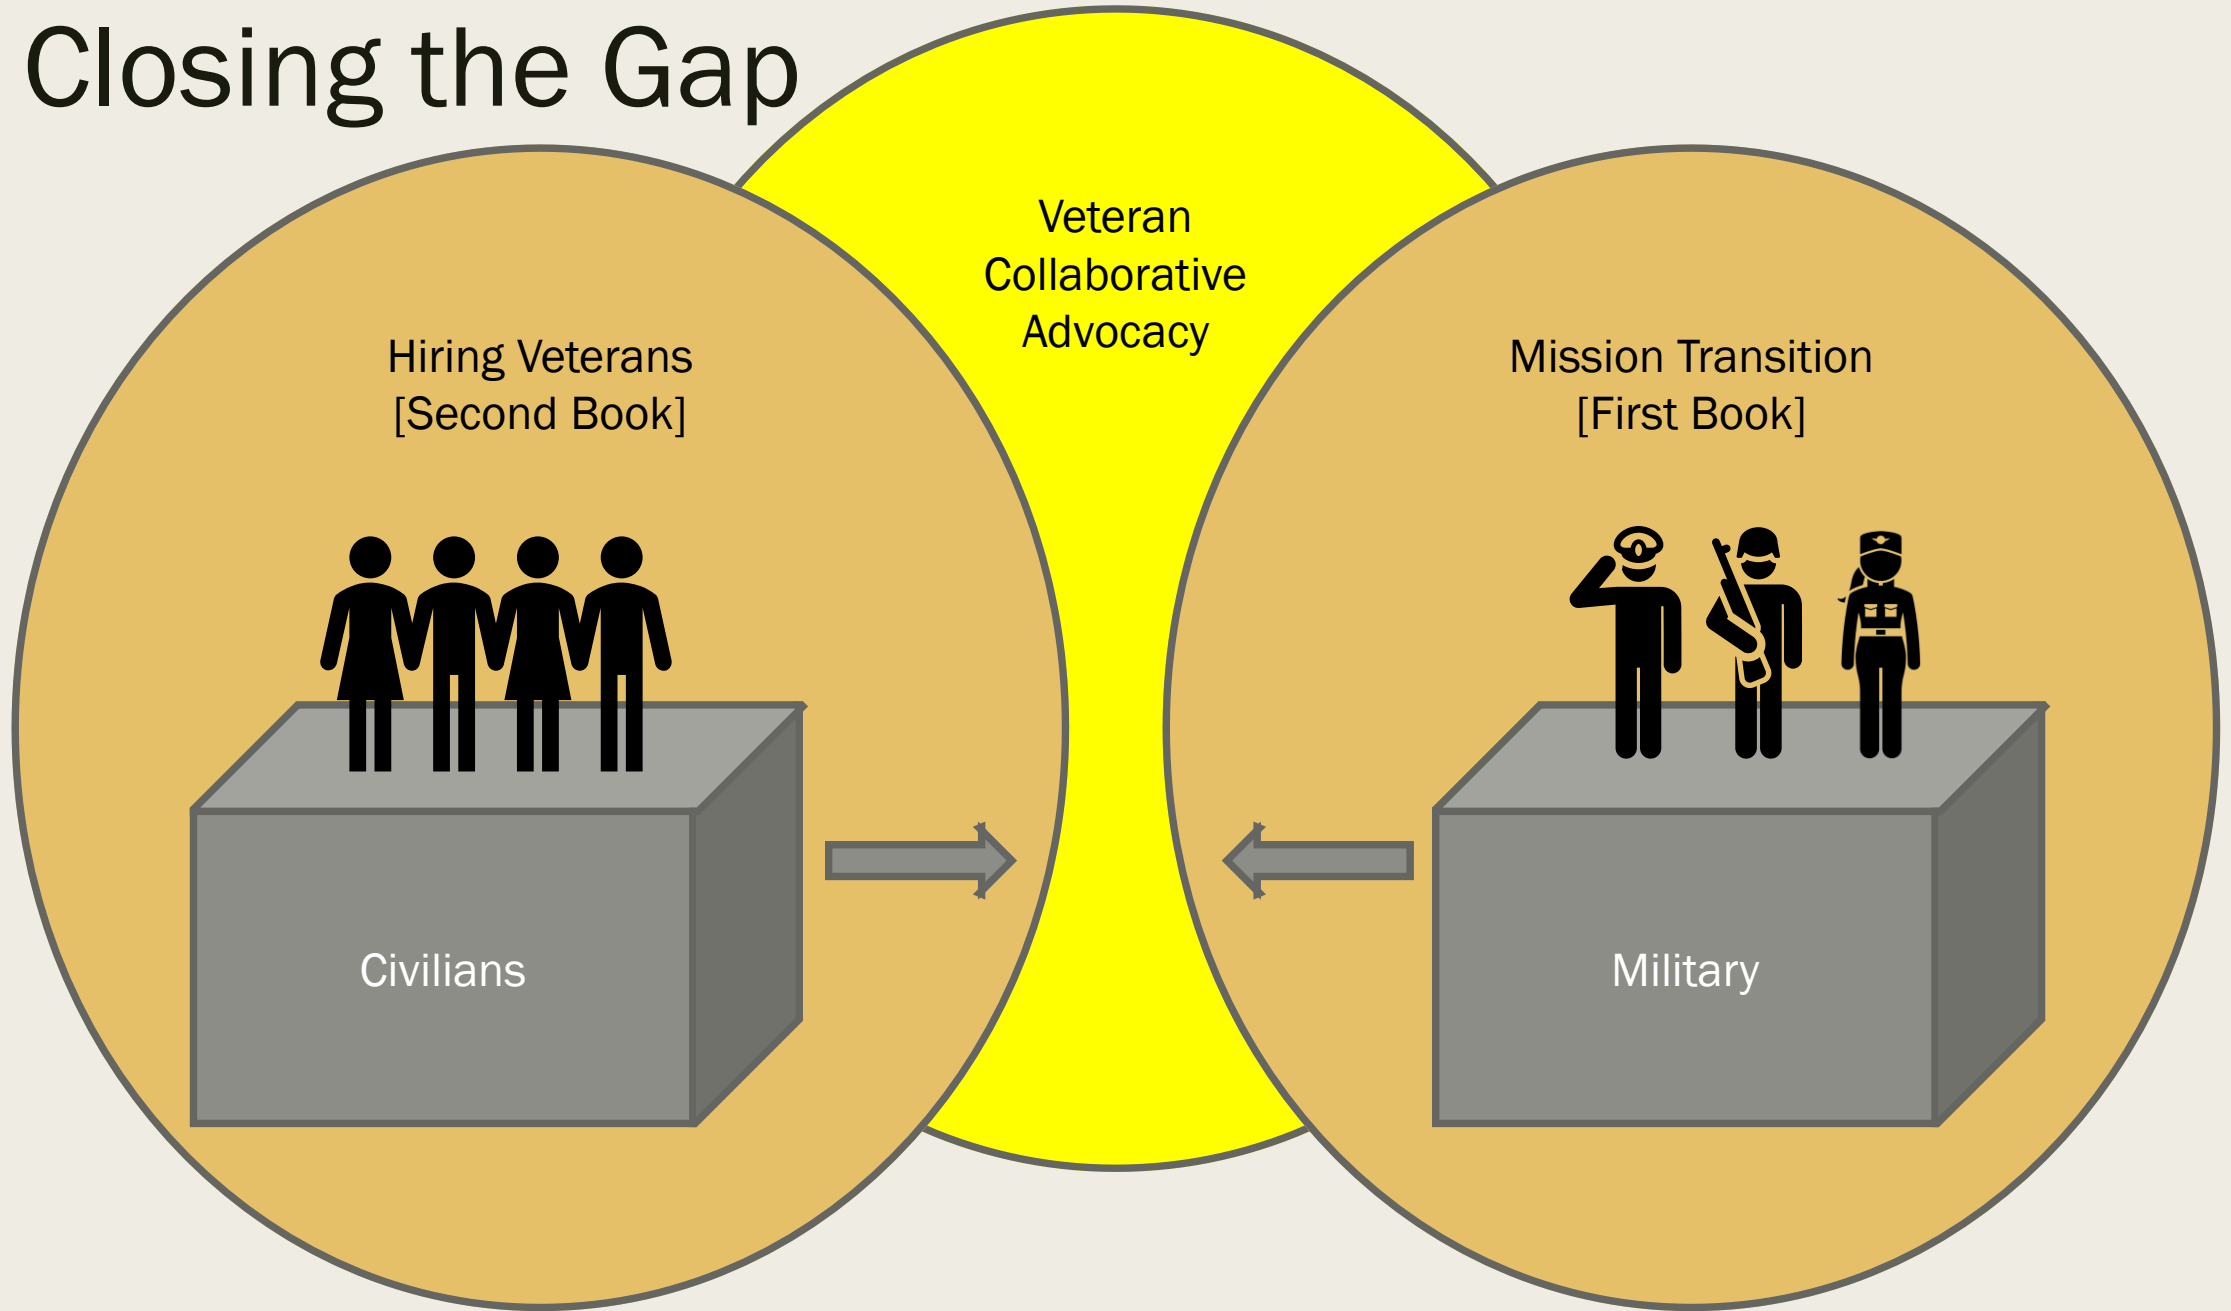 Closing the Gap
Veteran
Collaborative
Advocacy
Hiring Veterans
[Second Book]
Mission Transition
[First Book]
Civilians
Military